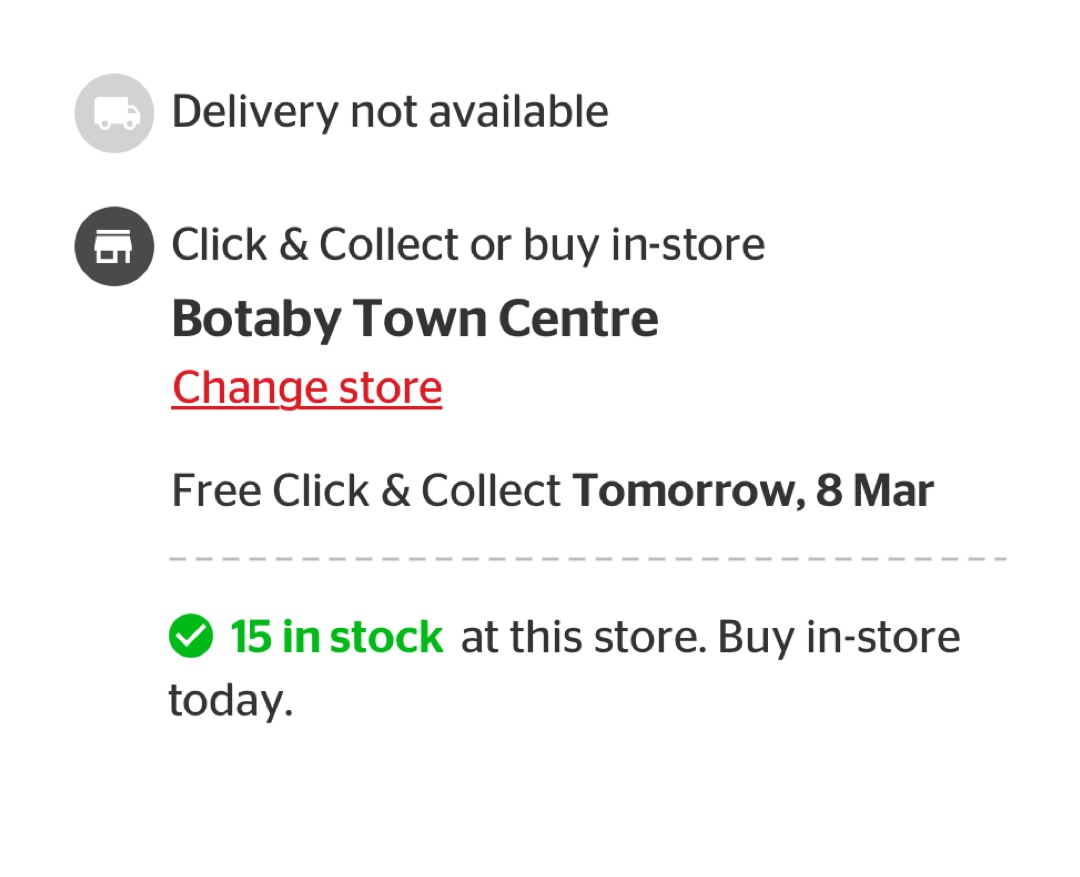 Delivery not available
Click & Collect or buy in-store
Botaby Town Centre
Change store
Free Click & Collect Tomorrow, 8 Mar
15 in stock at this store. Buy in-store
today.